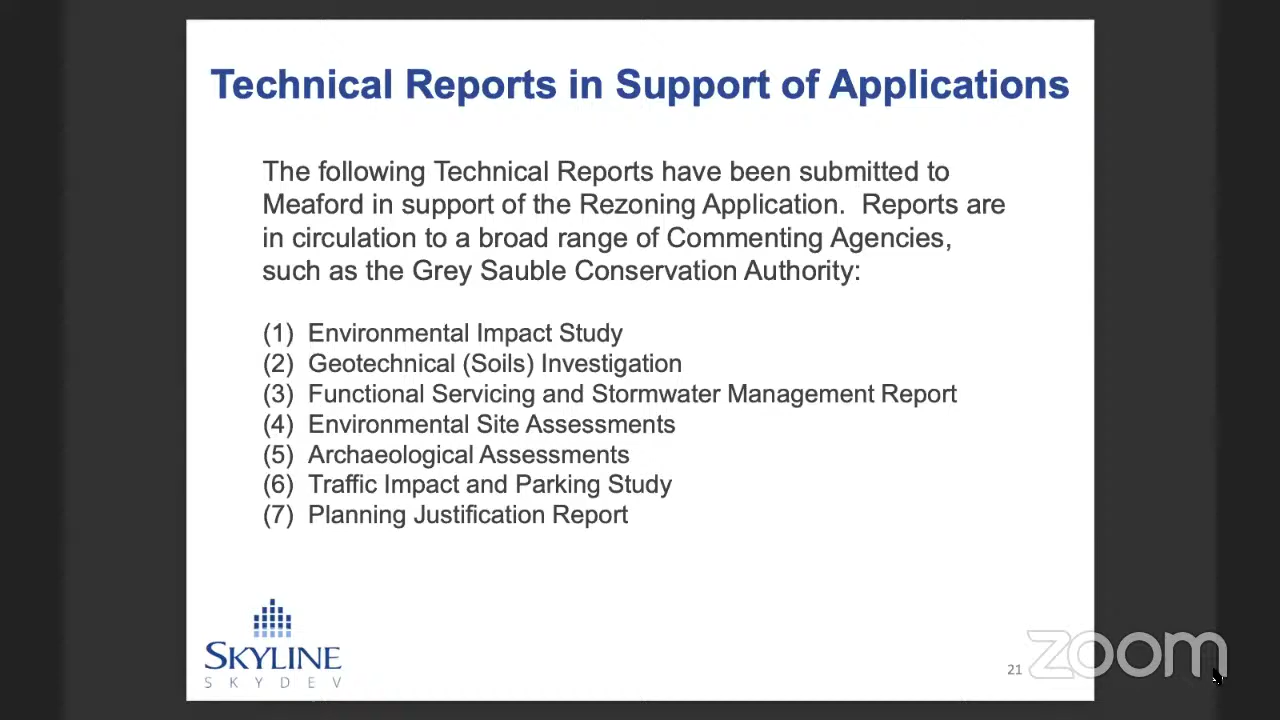 Technical Reports in Support of Applications
The following Technical Reports have been submitted to
Meaford in support of the Rezoning Application.  Reports are
in circulation to a broad range of Commenting Agencies,
such as the Grey Sauble Conservation Authority:
(1)  Environmental Impact Study
(2)  Geotechnical (Soils) Investigation
(3)  Functional Servicing and Stormwater Management Report
(4)  Environmental Site Assessments
(5)  Archaeological Assessments
(6)  Traffic Impact and Parking Study
(7)  Planning Justification Report
SKYLINE
SKYDEV
21
zoom